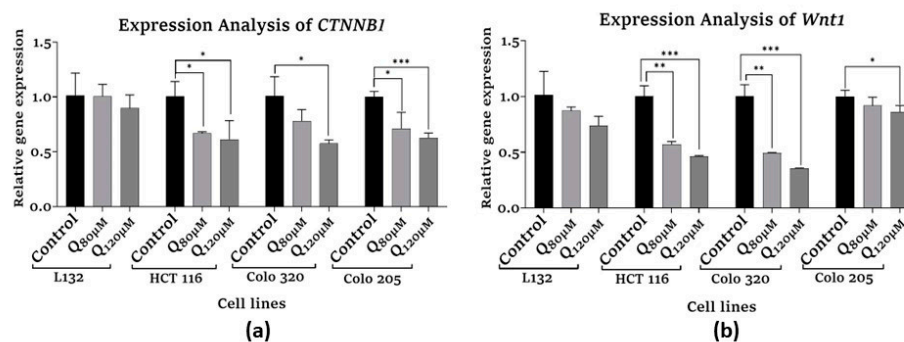 Expression Analysis of CTNNB1
Relative gene expression
1.5
1.0
0.5
0.0
* * * * ***
Control Q80µM Q120µM Control Q80µM Q120µM Control Q80µM Q120µM Control Q80µM Q120µM
L132 HCT 116 Colo 320 Colo 205
Cell lines
(a)
Expression Analysis of Wnt1
Relative gene expression
1.5
1.0
0.5
0.0
*** ** *** ** *
Control Q80µM Q120µM Control Q80µM Q120µM Control Q80µM Q120µM Control Q80µM Q120µM
L132 HCT 116 Colo 320 Colo 205
Cell lines
(b)